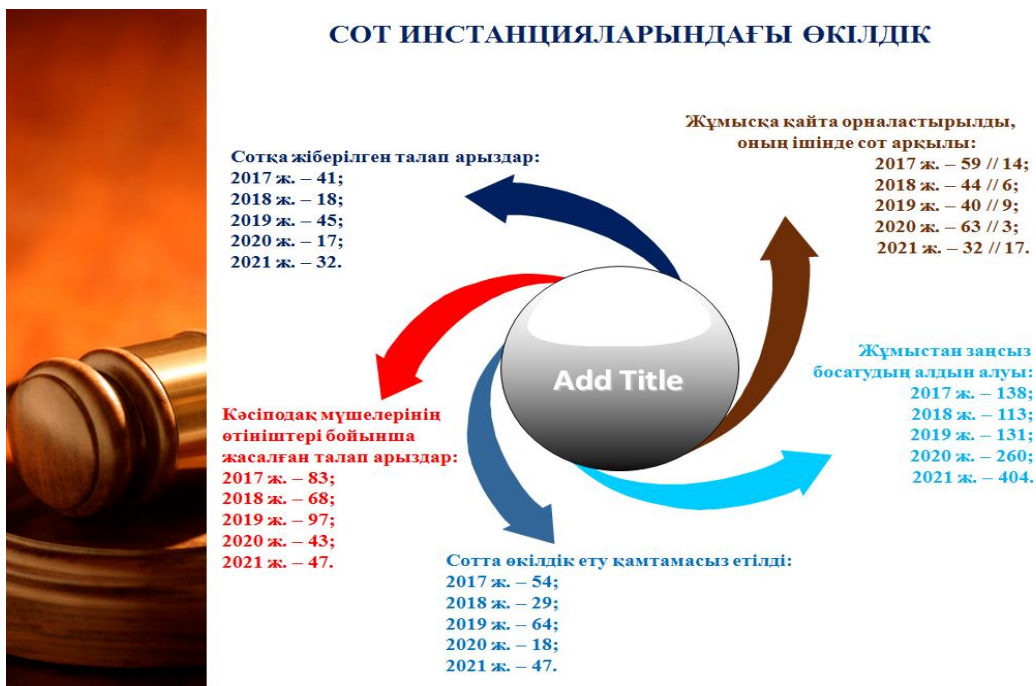 СОТ ИНСТАНЦИЯЛАРЫНДАҒЫ ӨКІЛДІК
Сотқа жіберілген талап арыздар:
2017 ж. – 41;
2018 ж. – 18;
2019 ж. – 45;
2020 ж. – 17;
2021 ж. – 32.
Жұмысқа қайта орналастырылды,
оның ішінде сот арқылы:
2017 ж. – 59 // 14;
2018 ж. – 44 // 6;
2019 ж. – 40 // 9;
2020 ж. – 63 // 3;
2021 ж. – 32 // 17.
Add Title
Кәсіподақ мүшелерінің
өтініштері бойынша
жасалған талап арыздар:
2017 ж. – 83;
2018 ж. – 68;
2019 ж. – 97;
2020 ж. – 43;
2021 ж. – 47.
Жұмыстан заңсыз
босатудың алдын алуы:
2017 ж. – 138;
2018 ж. – 113;
2019 ж. – 131;
2020 ж. – 260;
2021 ж. – 404.
Сотта өкілдік ету қамтамасыз етілді:
2017 ж. – 54;
2018 ж. – 29;
2019 ж. – 64;
2020 ж. – 18;
2021 ж. – 47.